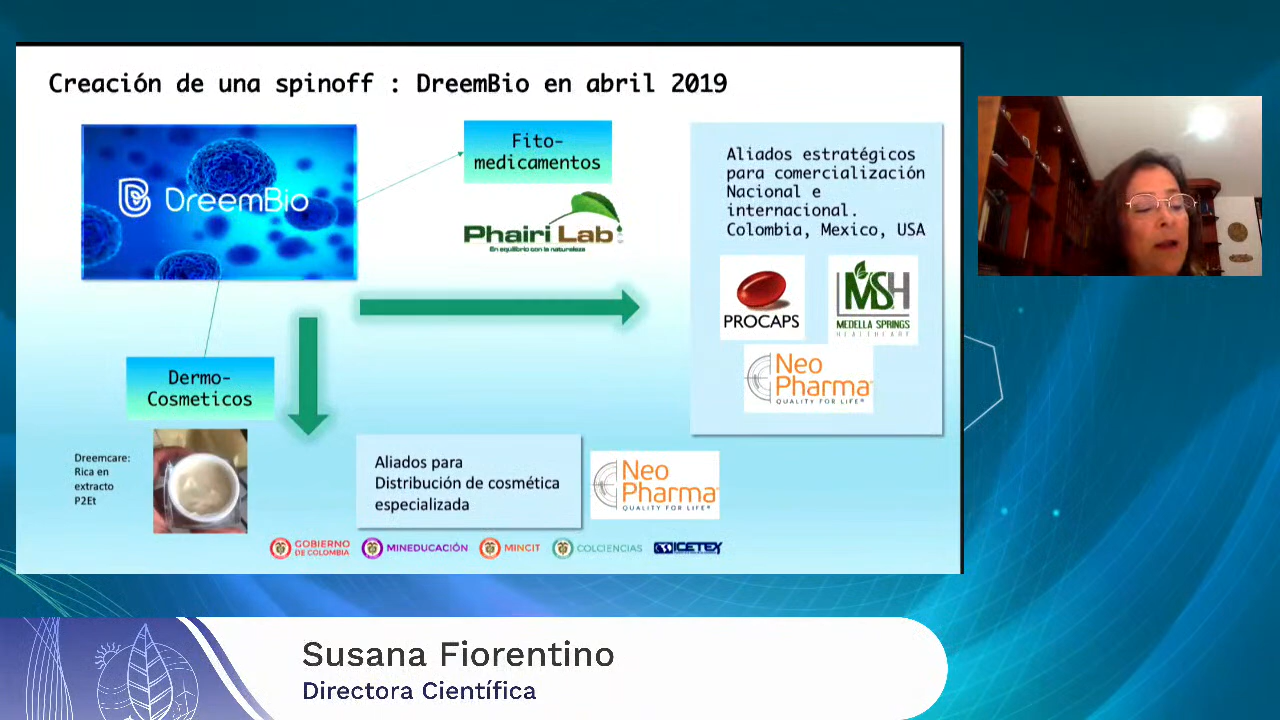 Creación de una spinoff : DreemBio en abril 2019
DreemBio
Fito-
medicamentos
Phairi Lab
En equilibrio con la naturaleza
Aliados estratégicos
para comercialización
Nacional e
internacional.
Colombia, Mexico, USA
PROCAPS
MSH
MEDELLA SPRINGS
HEALTHCARE
Neo
Pharma
QUALITY FOR LIFE®
Dermo-
Cosmeticos
Dreemcare:
Rica en
extracto
P2Et
Aliados para
Distribución de cosmética
especializada
Neo
Pharma
QUALITY FOR LIFE®
GOBIERNO
DE COLOMBIA
MINEDUCACIÓN
MINCIT
COLCIENCIAS
ICETEX
Susana Fiorentino
Directora Científica